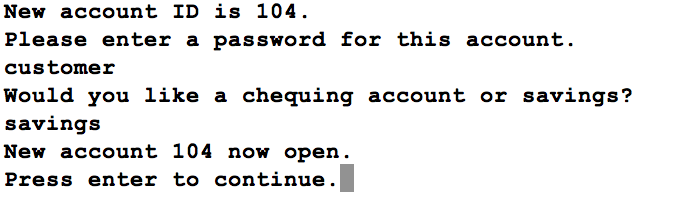 New account ID is 104.
Please enter a password for this account.
customer
Would you like a chequing account or savings?
savings
New account 104 now open.
Press enter to continue.